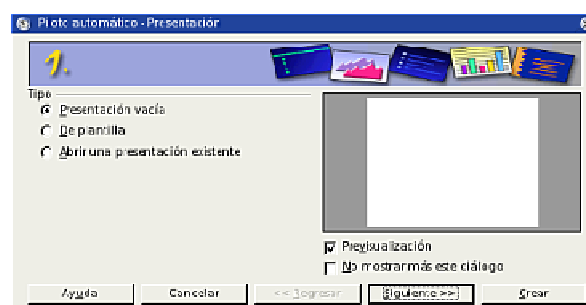 Piloto automático - Presentación
1.
Tipo
Presentación vacía
De plantilla
Abrir una presentación existente
Previsualización
No mostrar más este diálogo
Ayuda
Cancelar
<< Regresar
Siguiente >>
Crear